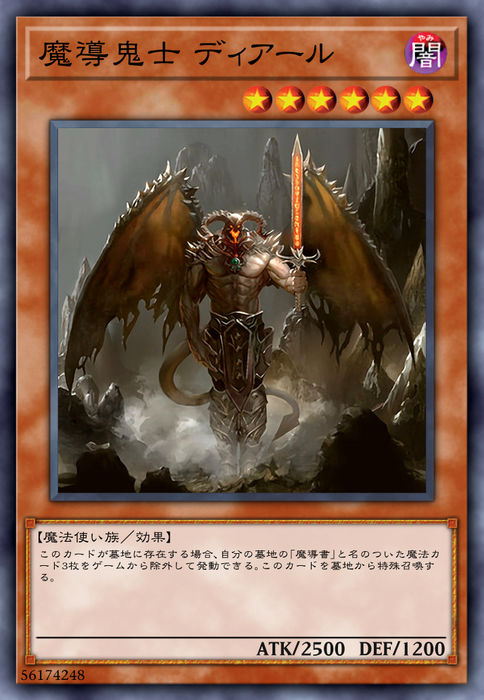 魔導鬼士 ディアール
やみ
闇
【魔法使い族／効果】
このカードが墓地に存在する場合、自分の墓地の「魔導書」と名のついた魔法カ
ード3枚をゲームから除外して発動できる。このカードを墓地から特殊召喚す
る。
ATK/2500 DEF/1200
56174248